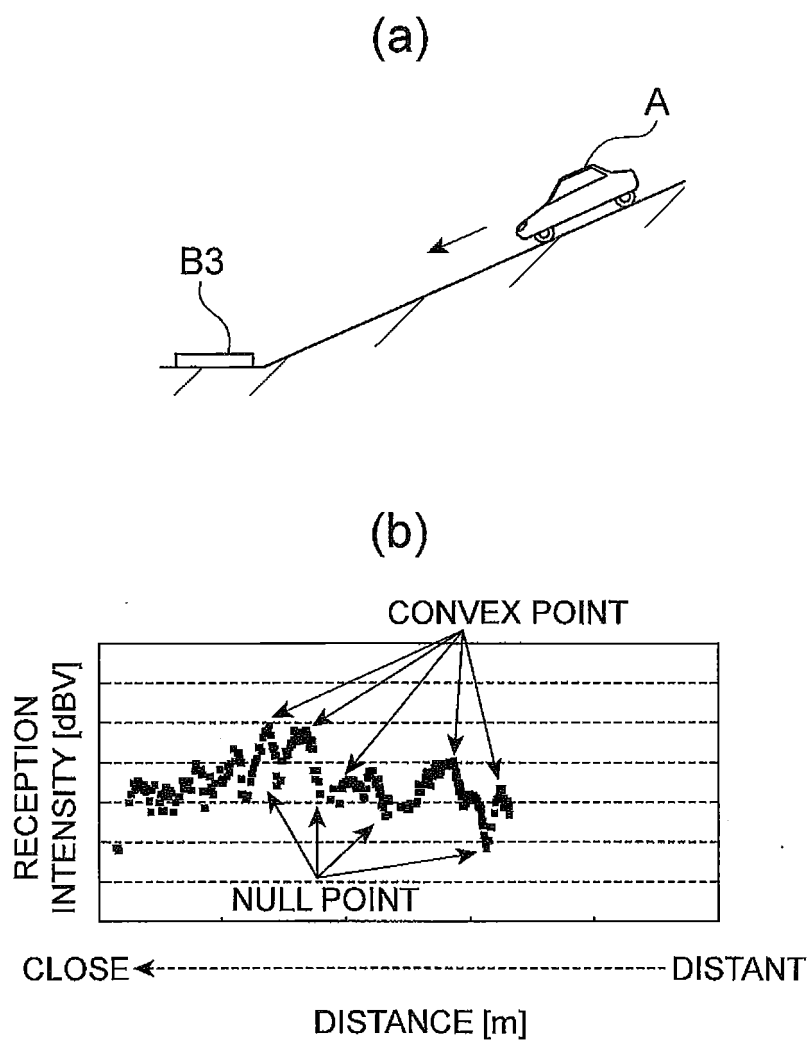 (a)
A
B3
(b)
CONVEX POINT
RECEPTION
INTENSITY [dBV]
NULL POINT
CLOSE
DISTANT
DISTANCE [m]